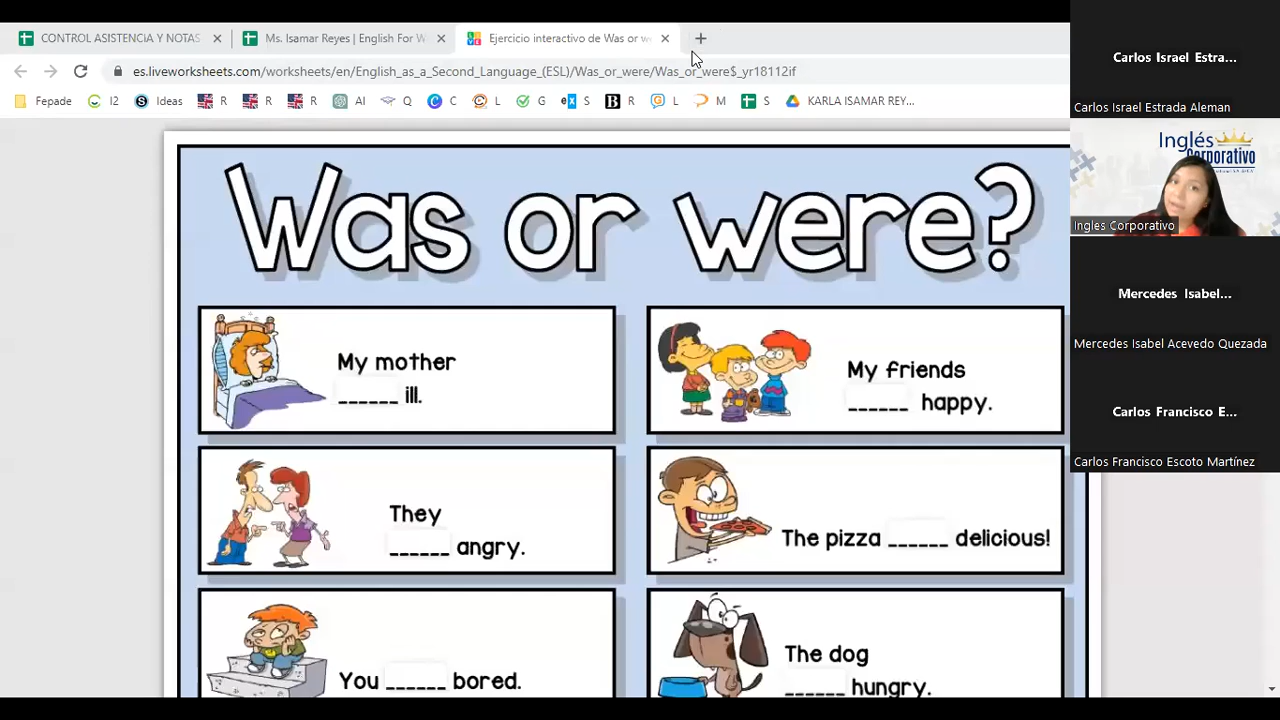 CONTROL ASISTENCIA Y NOTAS
Ms. Isamar Reyes | English For W
Ejercicio interactivo de Was or we
es.liveworksheets.com/worksheets/en/English_as_a_Second_Language_(ESL)/Was_or_were/Was_or_were$_yr18112if
Fepade I2 Ideas R R R AI Q C L G S R L M S KARLA ISAMAR REY...
Was or were?
My mother
______ ill.
My friends
______ happy.
They
______ angry.
The pizza ______ delicious!
You ______ bored.
The dog
______ hungry.
Carlos Israel Estra...
Carlos Israel Estrada Aleman
Inglés
Corporativo
Ingles Corporativo
Mercedes Isabel...
Mercedes Isabel Acevedo Quezada
Carlos Francisco E...
Carlos Francisco Escoto Martínez